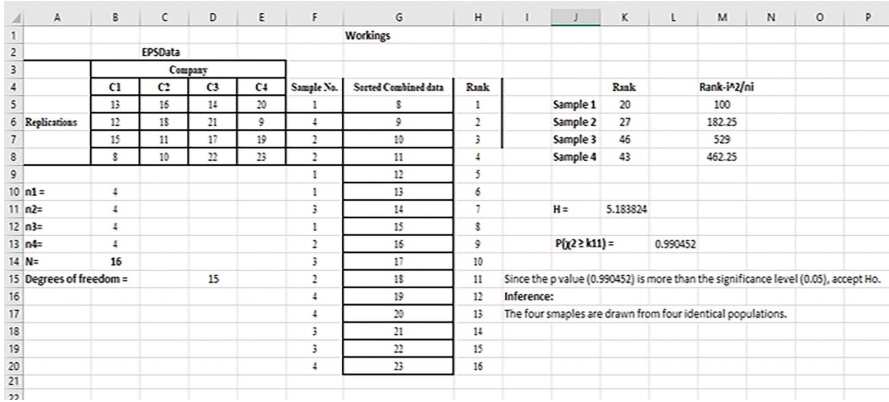 A B C D E F G H I J K L M N O P
1 Workings
2 EPSData
3 Company
4 C1 C2 C3 C4 Sample No. Sorted Combined data Rank Rank Rank-i^2/ni
5 13 16 14 20 1 8 1 Sample 1 20 100
6 Replications 12 18 21 9 4 9 2 Sample 2 27 182.25
7 15 11 17 19 2 10 3 Sample 3 46 529
8 8 10 22 23 2 11 4 Sample 4 43 462.25
9 1 12 5
10 n1 = 4 1 13 6
11 n2= 4 3 14 7 H = 5.183824
12 n3= 4 1 15 8
13 n4= 4 2 16 9 P(χ2 ≥ k11) = 0.990452
14 N= 16 3 17 10
15 Degrees of freedom = 15 2 18 11 Since the p value (0.990452) is more than the significance level (0.05), accept Ho.
16 4 19 12 Inference:
17 4 20 13 The four smaples are drawn from four identical populations.
18 3 21 14
19 3 22 15
20 4 23 16
21
22